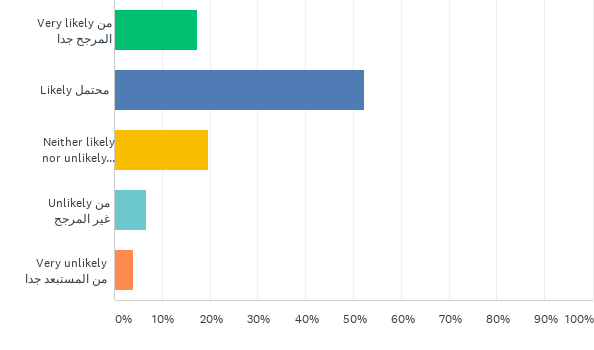 Very likely من
المرجح جدا
Likely محتمل
Neither likely
nor unlikely...
Unlikely من
غير المرجح
Very unlikely
من المستبعد جدا
0% 10% 20% 30% 40% 50% 60% 70% 80% 90% 100%